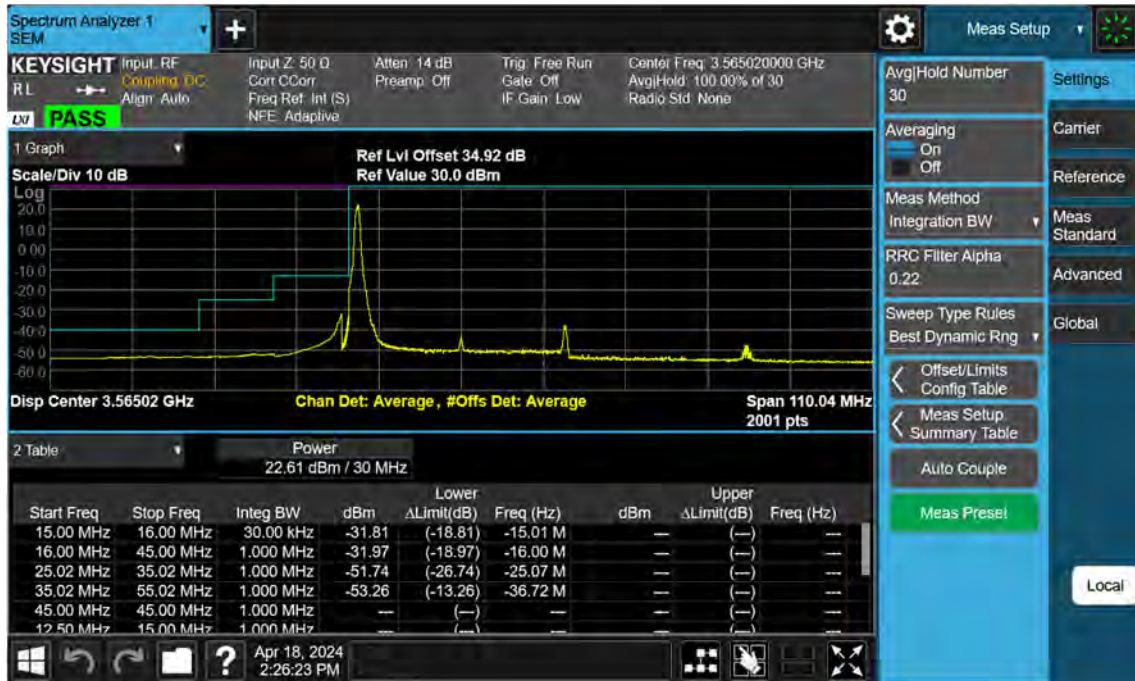 Spectrum Analyzer 1
SEM
Meas Setup
KEYSIGHT
Input: RF
Coupling: DC
Align: Auto
Input Z: 50 Ω
Corr CCorr
Freq Ref: Int (S)
NFE: Adaptive
Atten: 14 dB
Preamp: Off
Trig: Free Run
Gate: Off
IF Gain: Low
Center Freq: 3.565020000 GHz
Avg|Hold: 100.00% of 30
Radio Std: None
RL
LXI PASS
1 Graph
Scale/Div 10 dB
Ref Lvl Offset 34.92 dB
Ref Value 30.0 dBm
Log
20.0
10.0
0.00
-10.0
-20.0
-30.0
-40.0
-50.0
-60.0
Disp Center 3.56502 GHz
Chan Det: Average, #Offs Det: Average
Span 110.04 MHz
2001 pts
2 Table
Power
22.61 dBm / 30 MHz
Lower Upper
Start Freq Stop Freq Integ BW dBm ΔLimit(dB) Freq (Hz) dBm ΔLimit(dB) Freq (Hz)
15.00 MHz 16.00 MHz 30.00 kHz -31.81 (-18.81) -15.01 M --- (---) ---
16.00 MHz 45.00 MHz 1.000 MHz -31.97 (-18.97) -16.00 M --- (---) ---
25.02 MHz 35.02 MHz 1.000 MHz -51.74 (-26.74) -25.07 M --- (---) ---
35.02 MHz 55.02 MHz 1.000 MHz -53.26 (-13.26) -36.72 M --- (---) ---
45.00 MHz 45.00 MHz 1.000 MHz --- (---) --- --- (---) ---
12.50 MHz 15.00 MHz 1.000 MHz --- (---) --- --- (---) ---
?
Apr 18, 2024
2:26:23 PM
Avg|Hold Number
30
Averaging
On
Off
Meas Method
Integration BW
RRC Filter Alpha
0.22
Sweep Type Rules
Best Dynamic Rng
Offset/Limits
Config Table
Meas Setup
Summary Table
Auto Couple
Meas Preset
Settings
Carrier
Reference
Meas
Standard
Advanced
Global
Local